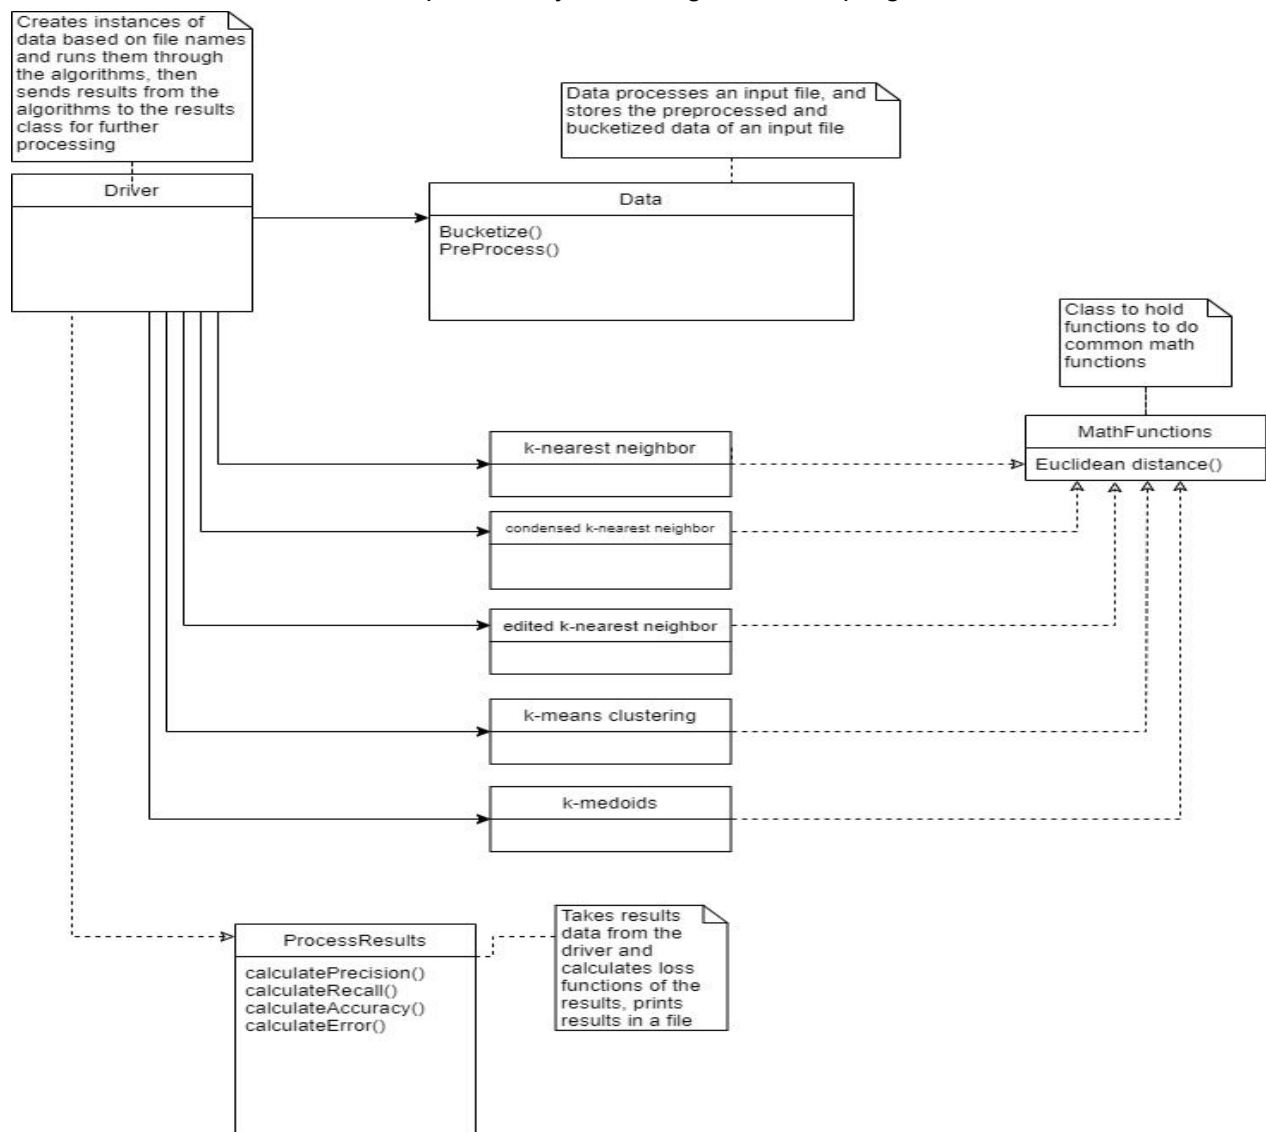 Creates instances of
data based on file names
and runs them through
the algorithms, then
sends results from the
algorithms to the results
class for further
processing
Driver
Data processes an input file, and
stores the preprocessed and
bucketized data of an input file
Data
Bucketize()
PreProcess()
Class to hold
functions to do
common math
functions
MathFunctions
Euclidean distance()
k-nearest neighbor
condensed k-nearest neighbor
edited k-nearest neighbor
k-means clustering
k-medoids
ProcessResults
calculatePrecision()
calculateRecall()
calculateAccuracy()
calculateError()
Takes results
data from the
driver and
calculates loss
functions of the
results, prints
results in a file